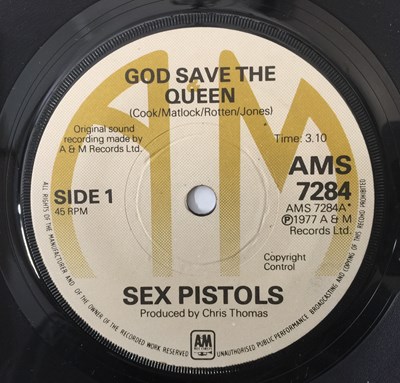 GOD SAVE THE
QUEEN
(Cook/Matlock/Rotten/Jones)
Original sound
recording made by
A & M Records Ltd.
Time: 3.10
AMS
7284
SIDE 1
45 RPM
AMS 7284A
Ⓟ1977 A & M
Records Ltd.
Copyright
Control
SEX PISTOLS
Produced by Chris Thomas
AM
ALL RIGHTS OF THE MANUFACTURER AND OF THE OWNER OF THE RECORDED WORK RESERVED
UNAUTHORISED PUBLIC PERFORMANCE, BROADCASTING AND COPYING OF THIS RECORD PROHIBITED